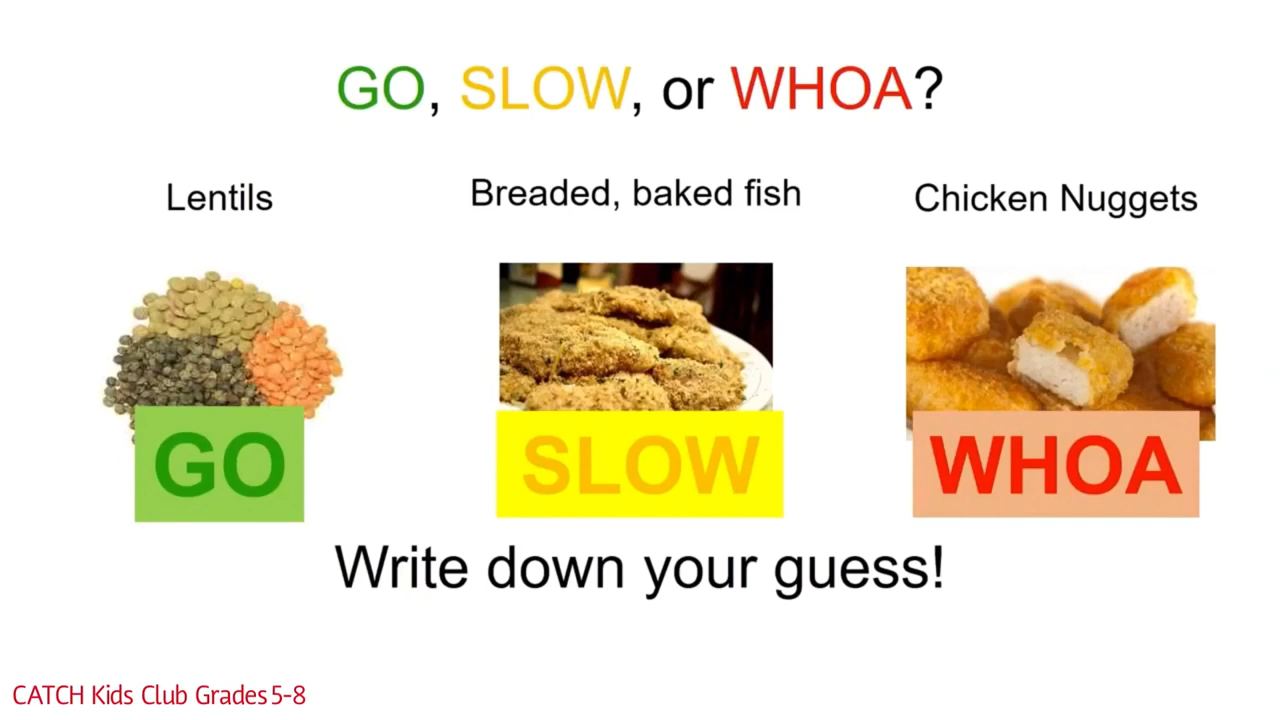 GO, SLOW, or WHOA?
Lentils
Breaded, baked fish
Chicken Nuggets
GO
SLOW
WHOA
Write down your guess!
CATCH Kids Club Grades 5-8